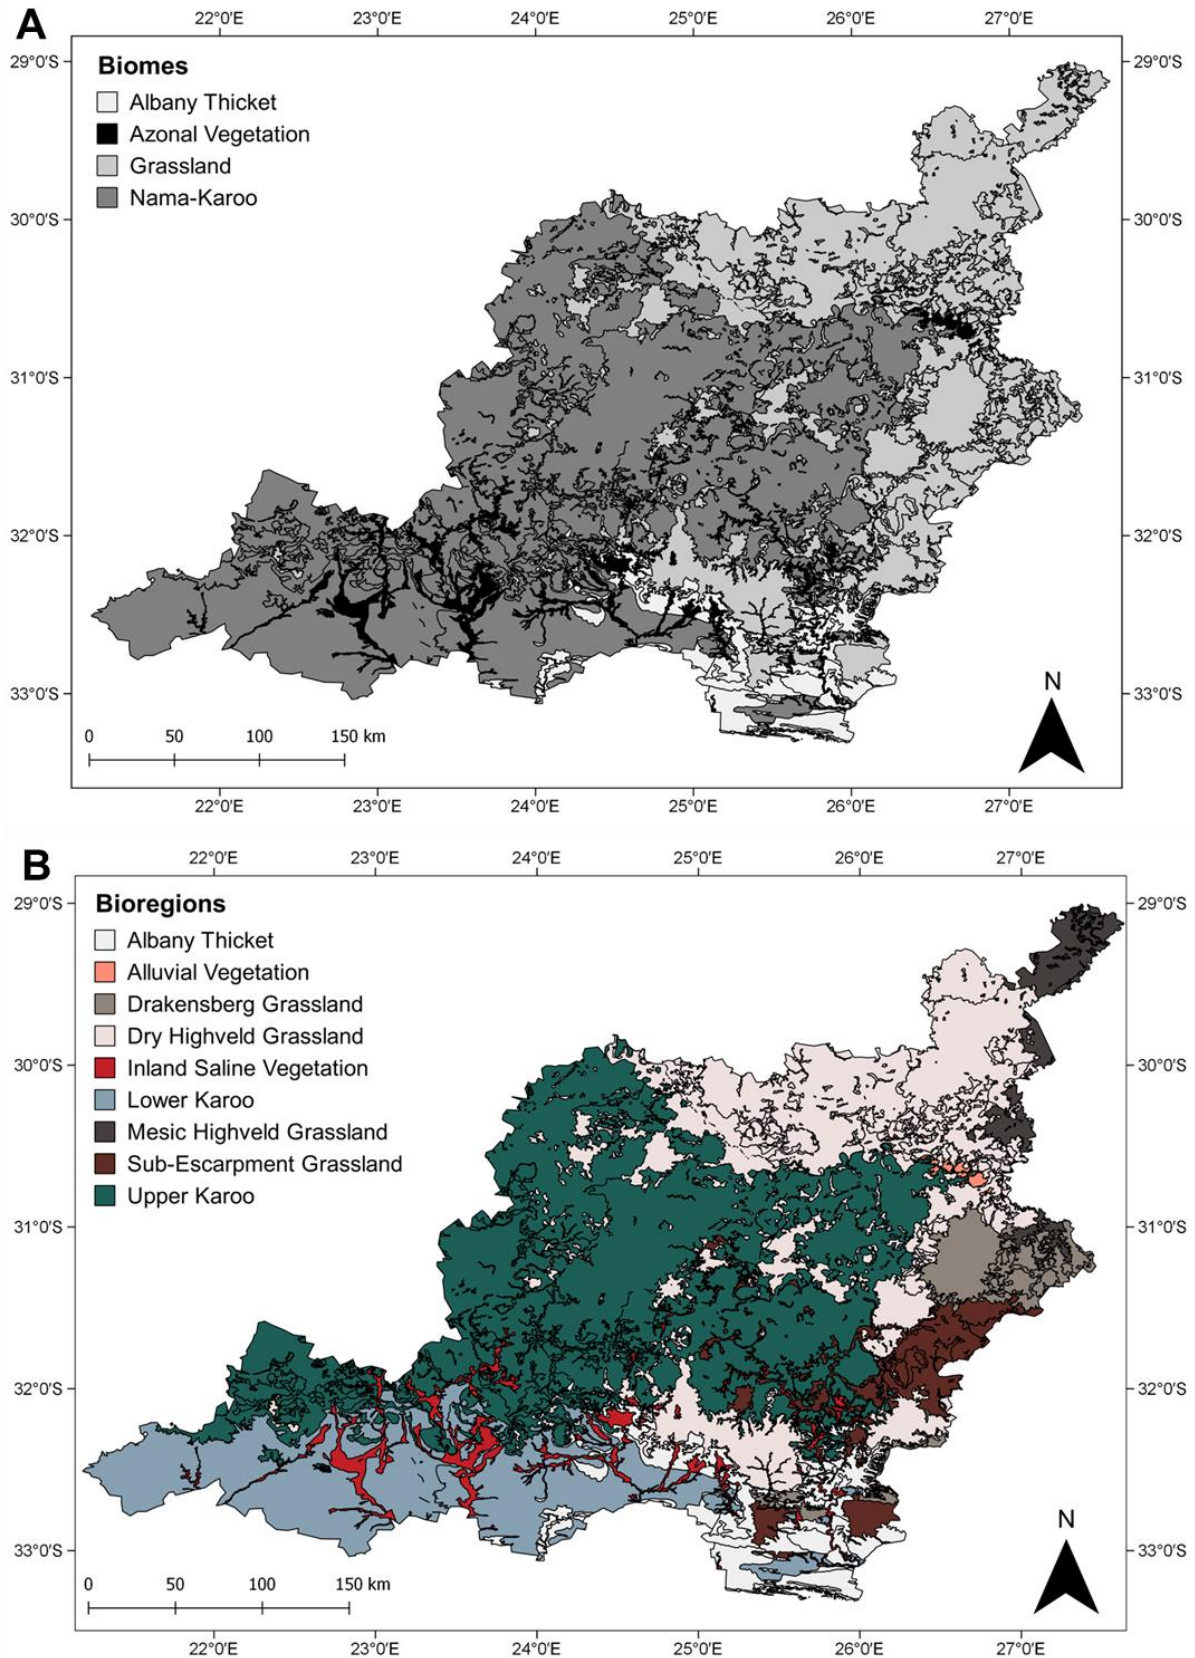 A
22°0'E 23°0'E 24°0'E 25°0'E 26°0'E 27°0'E
29°0'S 29°0'S
Biomes
Albany Thicket
Azonal Vegetation
Grassland
Nama-Karoo
30°0'S 30°0'S
31°0'S 31°0'S
32°0'S 32°0'S
33°0'S 33°0'S
N
0 50 100 150 km
22°0'E 23°0'E 24°0'E 25°0'E 26°0'E 27°0'E
B
22°0'E 23°0'E 24°0'E 25°0'E 26°0'E 27°0'E
29°0'S 29°0'S
Bioregions
Albany Thicket
Alluvial Vegetation
Drakensberg Grassland
Dry Highveld Grassland
Inland Saline Vegetation
Lower Karoo
Mesic Highveld Grassland
Sub-Escarpment Grassland
Upper Karoo
30°0'S 30°0'S
31°0'S 31°0'S
32°0'S 32°0'S
33°0'S 33°0'S
N
0 50 100 150 km
22°0'E 23°0'E 24°0'E 25°0'E 26°0'E 27°0'E